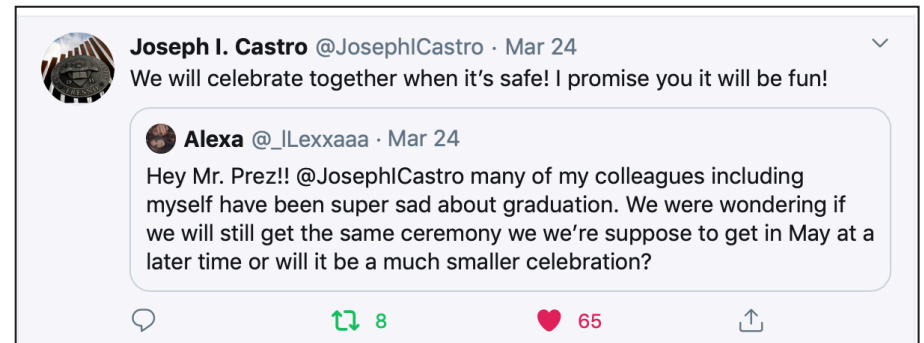 Joseph I. Castro @JosephICastro · Mar 24
We will celebrate together when it's safe! I promise you it will be fun!
Alexa @_lLexxaaa · Mar 24
Hey Mr. Prez!! @JosephICastro many of my colleagues including
myself have been super sad about graduation. We were wondering if
we will still get the same ceremony we we're suppose to get in May at a
later time or will it be a much smaller celebration?
8
65